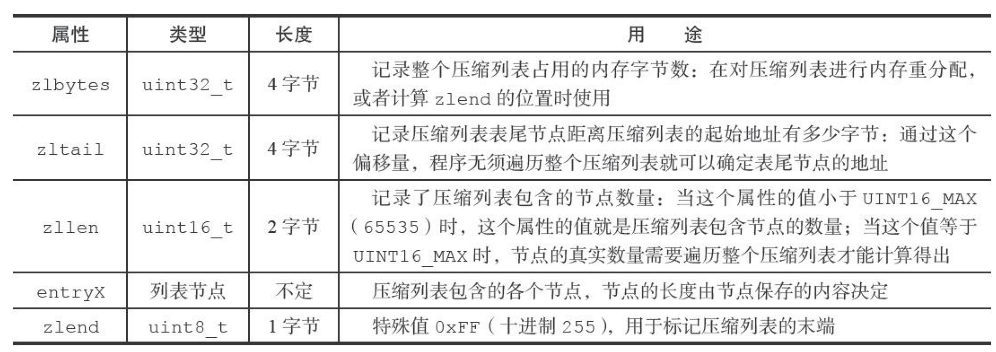 属性 类型 长度 用 途
zlbytes uint32_t 4 字节 记录整个压缩列表占用的内存字节数：在对压缩列表进行内存重分配，
或者计算 zlend 的位置时使用
zltail uint32_t 4 字节 记录压缩列表表尾节点距离压缩列表的起始地址有多少字节：通过这个
偏移量，程序无须遍历整个压缩列表就可以确定表尾节点的地址
zllen uint16_t 2 字节 记录了压缩列表包含的节点数量：当这个属性的值小于 UINT16_MAX
（65535）时，这个属性的值就是压缩列表包含节点的数量；当这个值等于
UINT16_MAX 时，节点的真实数量需要遍历整个压缩列表才能计算得出
entryX 列表节点 不定 压缩列表包含的各个节点，节点的长度由节点保存的内容决定
zlend uint8_t 1 字节 特殊值 0xFF（十进制 255），用于标记压缩列表的末端